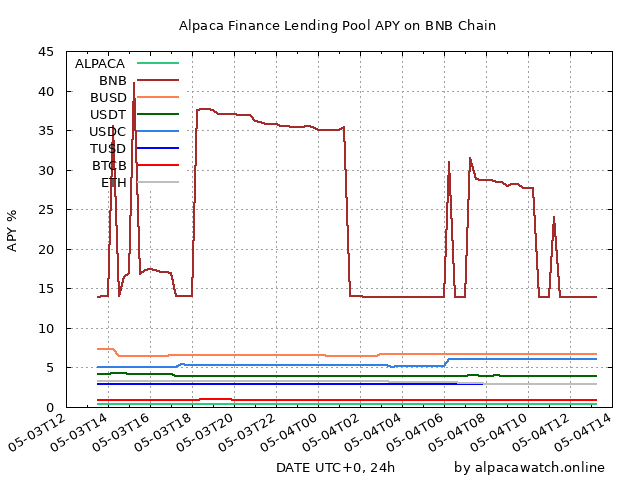 Alpaca Finance Lending Pool APY on BNB Chain
45
40
35
30
25
20
15
10
5
0
APY %
ALPACA
BNB
BUSD
USDT
USDC
TUSD
BTCB
ETH
05-03T12
05-03T14
05-03T16
05-03T18
05-03T20
05-03T22
05-04T00
05-04T02
05-04T04
05-04T06
05-04T08
05-04T10
05-04T12
05-04T14
DATE UTC+0, 24h
by alpacawatch.online